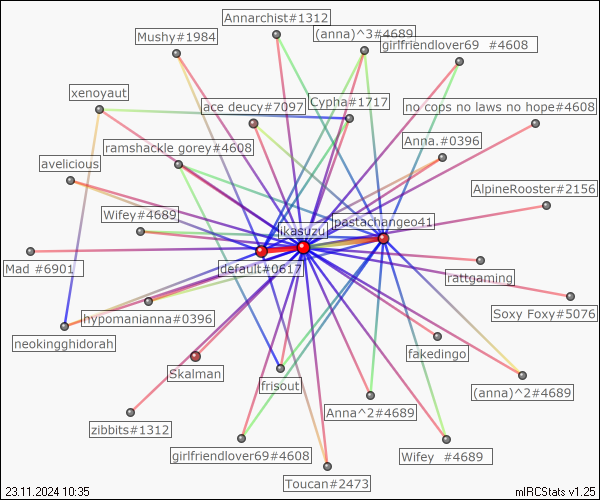 Annarchist#1312
Mushy#1984
(anna)^3#4689
girlfriendlover69 #4608
xenoyaut
ace deucy#7097
Cypha#1717
no cops no laws no hope#4608
ramshackle gorey#4608
Anna.#0396
avelicious
AlpineRooster#2156
Wifey#4689
ikasuzu
pastachangeo41
Mad #6901
default#0617
rattgaming
hypomanianna#0396
Soxy Foxy#5076
neokingghidorah
fakedingo
Skalman
frisout
(anna)^2#4689
Anna^2#4689
zibbits#1312
girlfriendlover69#4608
Wifey #4689
Toucan#2473
23.11.2024 10:35
mIRCStats v1.25